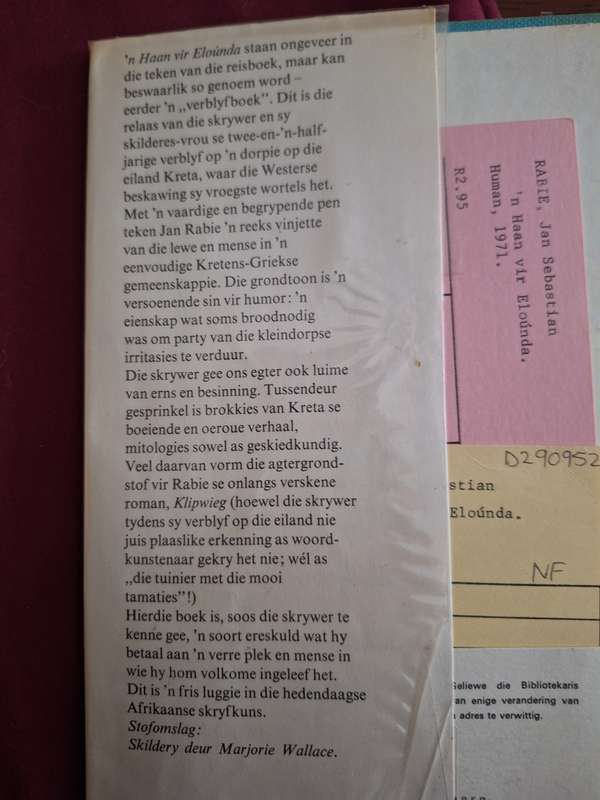 'n Haan vir Eloúnda staan ongeveer in
die teken van die reisboek, maar kan
beswaarlik so genoem word –
eerder 'n „verblyfboek". Dit is die
relaas van die skrywer en sy
skilderes-vrou se twee-en-'n-half-
jarige verblyf op 'n dorpie op die
eiland Kreta, waar die Westerse
beskawing sy vroegste wortels het.
Met 'n vaardige en begrypende pen
teken Jan Rabie 'n reeks vinjette
van die lewe en mense in 'n
eenvoudige Kretens-Griekse
gemeenskappie. Die grondtoon is 'n
versoenende sin vir humor: 'n
eienskap wat soms broodnodig
was om party van die kleindorpse
irritasies te verduur.
Die skrywer gee ons egter ook luime
van erns en besinning. Tussendeur
gesprinkel is brokkies van Kreta se
boeiende en oeroue verhaal,
mitologies sowel as geskiedkundig.
Veel daarvan vorm die agtergrond-
stof vir Rabie se onlangs verskene
roman, Klipwieg (hoewel die skrywer
tydens sy verblyf op die eiland nie
juis plaaslike erkenning as woord-
kunstenaar gekry het nie; wél as
„die tuinier met die mooi
tamaties"!)
Hierdie boek is, soos die skrywer te
kenne gee, 'n soort ereskuld wat hy
betaal aan 'n verre plek en mense in
wie hy hom volkome ingeleef het.
Dit is 'n fris luggie in die hedendaagse
Afrikaanse skryfkuns.
Stofomslag:
Skildery deur Marjorie Wallace.
RABIE, Jan Sebastian
'n Haan vir Eloúnda.
Human, 1971.
R2.95
D290952
stian
Eloúnda.
NF
Geliewe die Bibliotekaris
an enige verandering van
adres te verwittig.